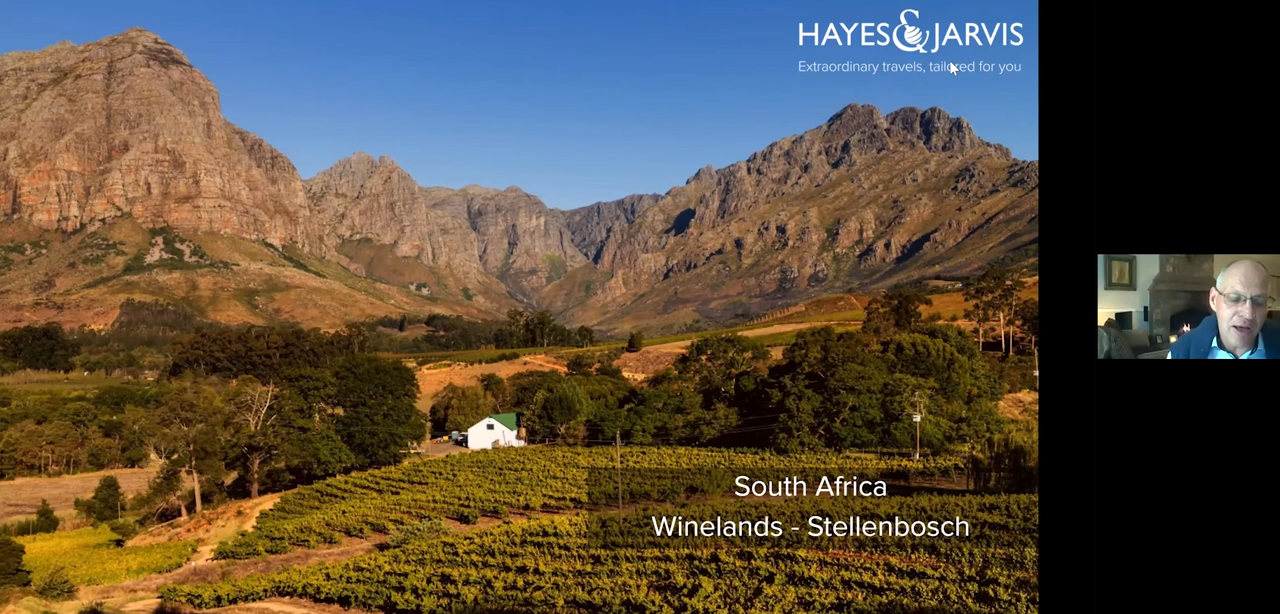 HAYES & JARVIS
Extraordinary travels, tailored for you
South Africa
Winelands - Stellenbosch